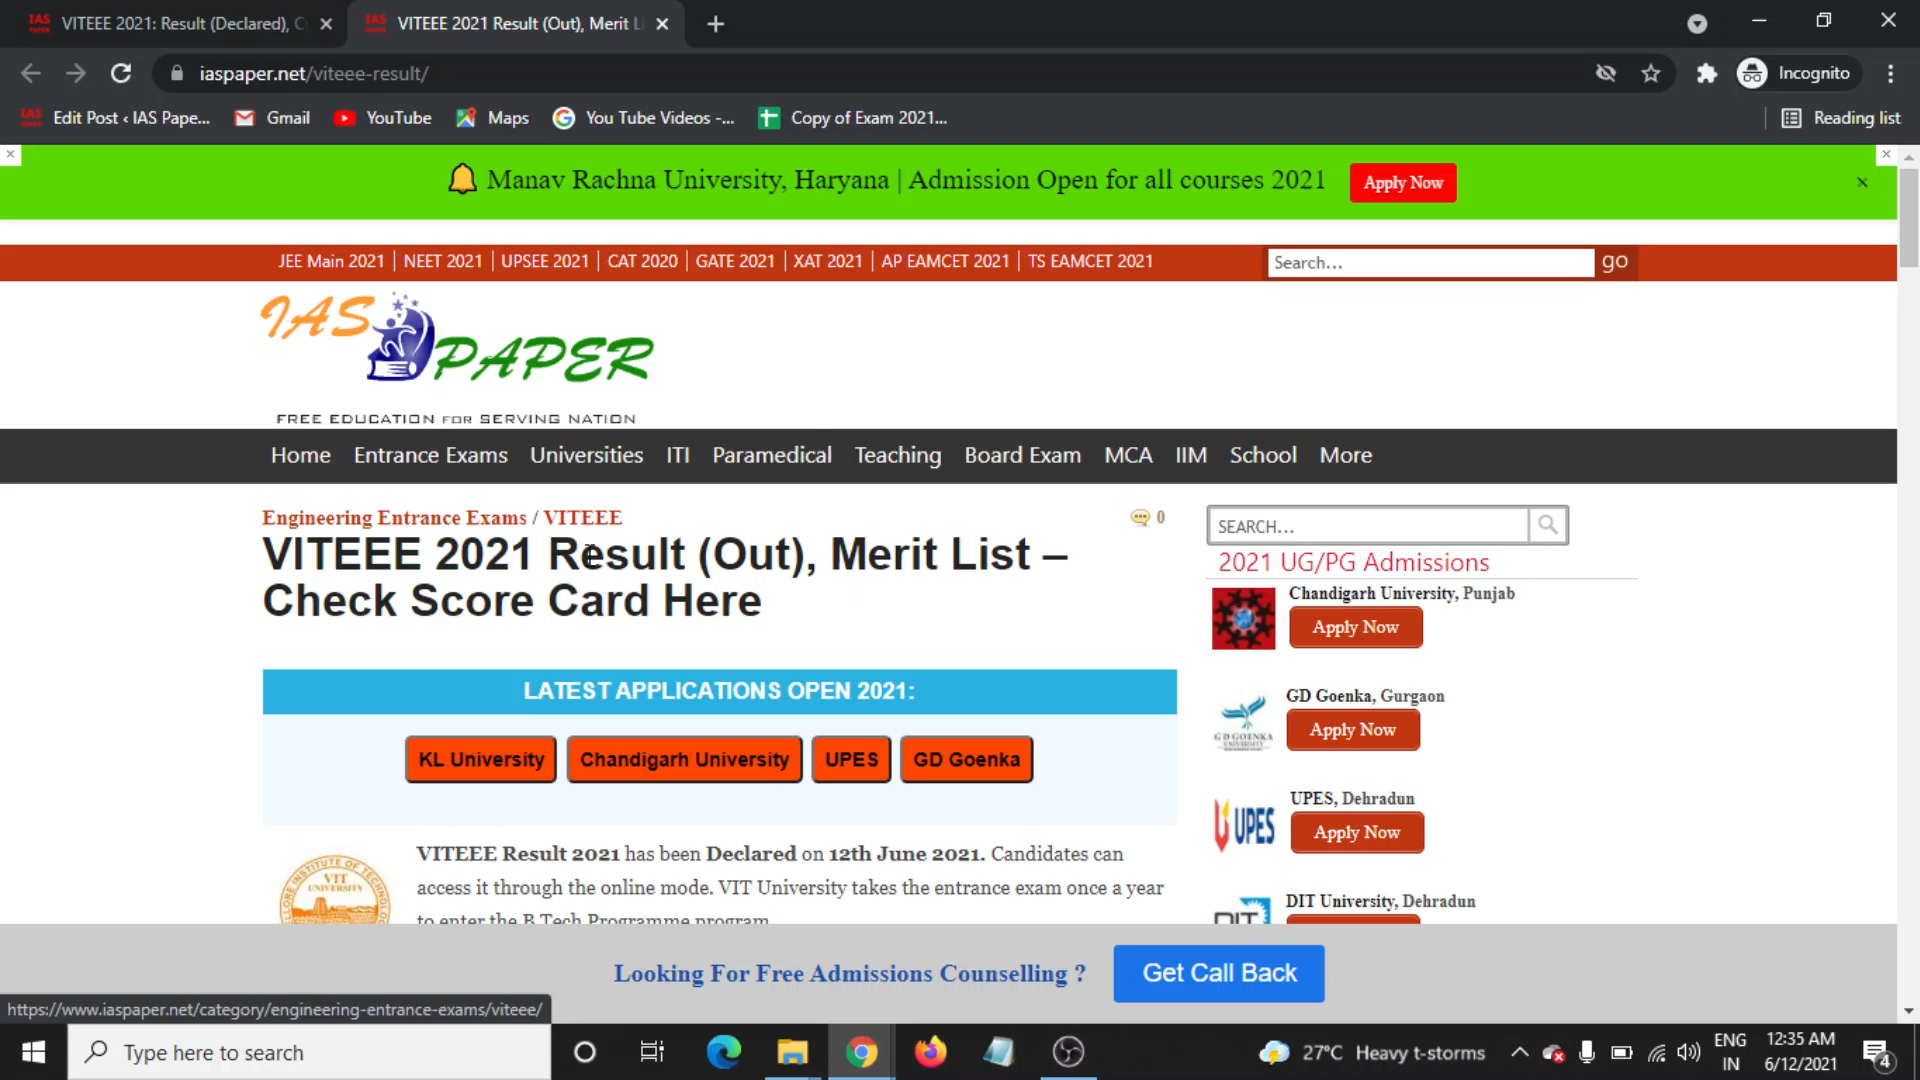 VITEEE 2021: Result (Declared), C
VITEEE 2021 Result (Out), Merit L
iaspaper.net/viteee-result/
Incognito
Edit Post ‹ IAS Pape...
Gmail
YouTube
Maps
You Tube Videos -...
Copy of Exam 2021...
Reading list
Manav Rachna University, Haryana | Admission Open for all courses 2021
Apply Now
JEE Main 2021 | NEET 2021 | UPSEE 2021 | CAT 2020 | GATE 2021 | XAT 2021 | AP EAMCET 2021 | TS EAMCET 2021
Search...
go
IAS PAPER
FREE EDUCATION FOR SERVING NATION
Home Entrance Exams Universities ITI Paramedical Teaching Board Exam MCA IIM School More
Engineering Entrance Exams / VITEEE
0
VITEEE 2021 Result (Out), Merit List –
Check Score Card Here
SEARCH...
2021 UG/PG Admissions
Chandigarh University, Punjab
Apply Now
GD Goenka, Gurgaon
Apply Now
UPES
UPES, Dehradun
Apply Now
DIT
DIT University, Dehradun
LATEST APPLICATIONS OPEN 2021:
KL University
Chandigarh University
UPES
GD Goenka
VITEEE Result 2021 has been Declared on 12th June 2021. Candidates can
access it through the online mode. VIT University takes the entrance exam once a year
to enter the B.Tech Programme program.
Looking For Free Admissions Counselling ?
Get Call Back
https://www.iaspaper.net/category/engineering-entrance-exams/viteee/
Type here to search
27°C Heavy t-storms
ENG
IN
12:35 AM
6/12/2021
4